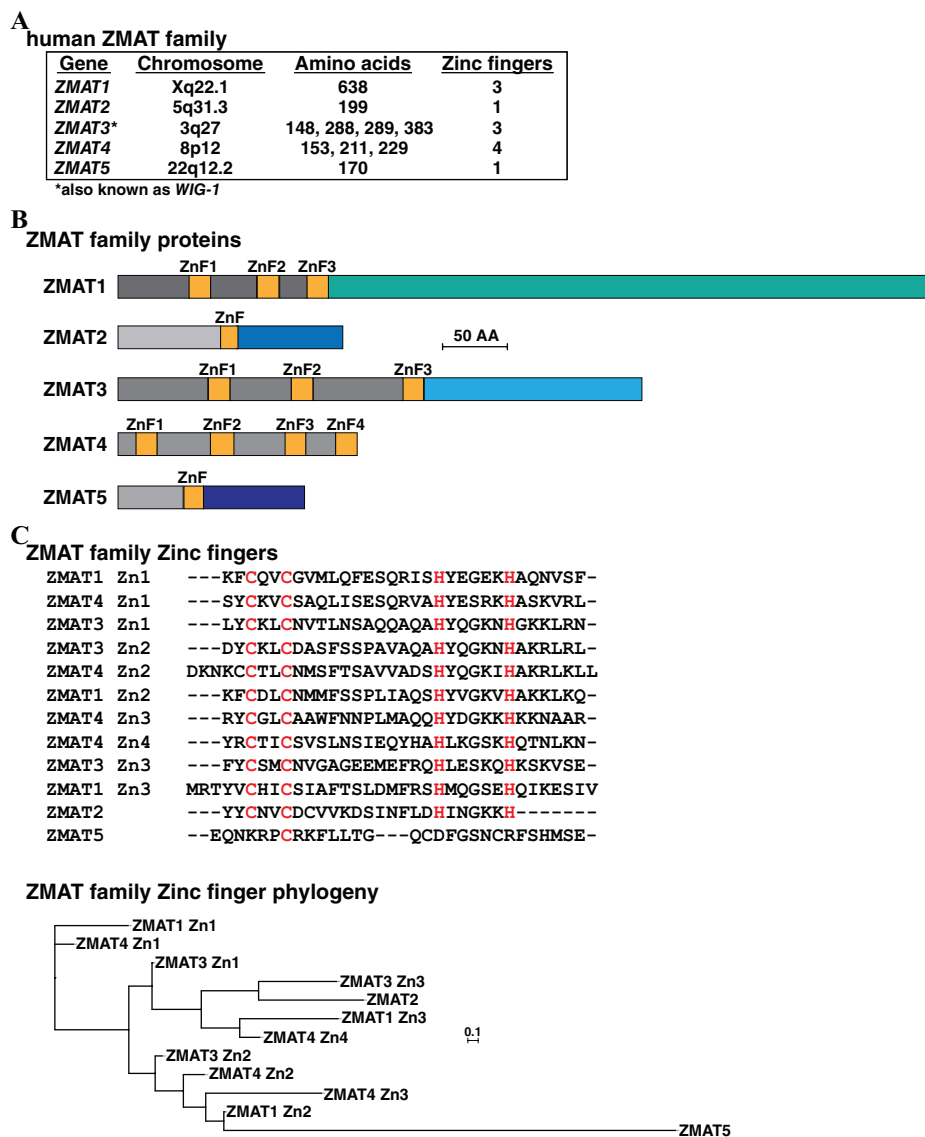 A
human ZMAT family
Gene Chromosome Amino acids Zinc fingers
ZMAT1 Xq22.1 638 3
ZMAT2 5q31.3 199 1
ZMAT3* 3q27 148, 288, 289, 383 3
ZMAT4 8p12 153, 211, 229 4
ZMAT5 22q12.2 170 1
*also known as WIG-1
B
ZMAT family proteins
ZnF1 ZnF2 ZnF3
ZMAT1
ZnF
ZMAT2 50 AA
ZnF1 ZnF2 ZnF3
ZMAT3
ZnF1 ZnF2 ZnF3 ZnF4
ZMAT4
ZnF
ZMAT5
C
ZMAT family Zinc fingers
ZMAT1 Zn1 ---KFCQVCGVMLQFESQRISHYEGEKHAQNVSF-
ZMAT4 Zn1 ---SYCKVCSAQLISESQRVAHYESRKHASKVRL-
ZMAT3 Zn1 ---LYCKLCNVTLNSAQQAQAHYQGKNHGKKLRN-
ZMAT3 Zn2 ---DYCKLCDASFSSPAVAQAHYQGKNHAKRLRL-
ZMAT4 Zn2 DKNKCCTLCNMSFTSAVVADSHYQGKIHAKRLKLL
ZMAT1 Zn2 ---KFCDLCNMMFSSPLIAQSHYVGKVHAKKLKQ-
ZMAT4 Zn3 ---RYCGLCAAWFNNPLMAQQHYDGKKHKKNAAR-
ZMAT4 Zn4 ---YRCTICSVSLNSIEQYHAHLKGSKHQTNLKN-
ZMAT3 Zn3 ---FYCSMCNVGAGEEMEFRQHLESKQHKSKVSE-
ZMAT1 Zn3 MRTYVCHICSIAFTSLDMFRSHMQGSEHQIKESIV
ZMAT2 ---YYCNVCDCVVKDSINFLDHINGKKH-------
ZMAT5 --EQNKRPCRKFLLTG---QCDFGSNCRFSHMSE-
ZMAT family Zinc finger phylogeny
ZMAT1 Zn1
ZMAT4 Zn1
ZMAT3 Zn1
ZMAT3 Zn3
ZMAT2
ZMAT1 Zn3
ZMAT4 Zn4 0.1
ZMAT3 Zn2
ZMAT4 Zn2
ZMAT4 Zn3
ZMAT1 Zn2
ZMAT5